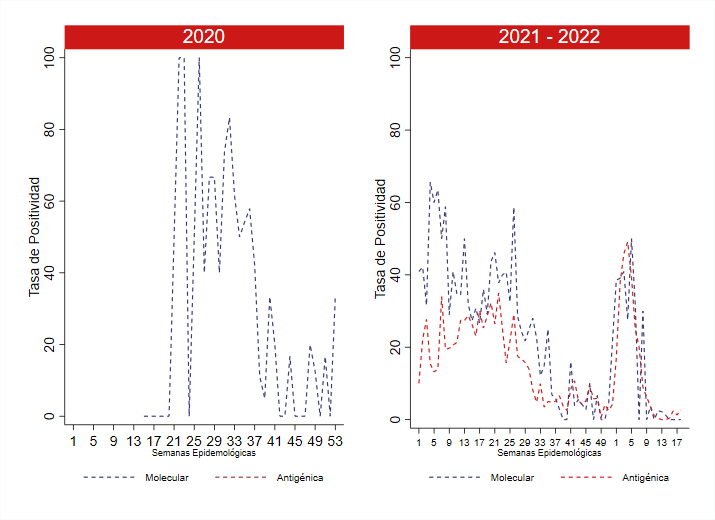 2020
2021 - 2022
Tasa de Positividad
100
80
60
40
20
0
1 5 9 13 17 21 25 29 33 37 41 45 49 53
Semanas Epidemológicas
Molecular Antigénica
Tasa de Positividad
100
80
60
40
20
0
1 5 9 13 17 21 25 29 33 37 41 45 49 1 5 9 13 17
Semanas Epidemológicas
Molecular Antigénica